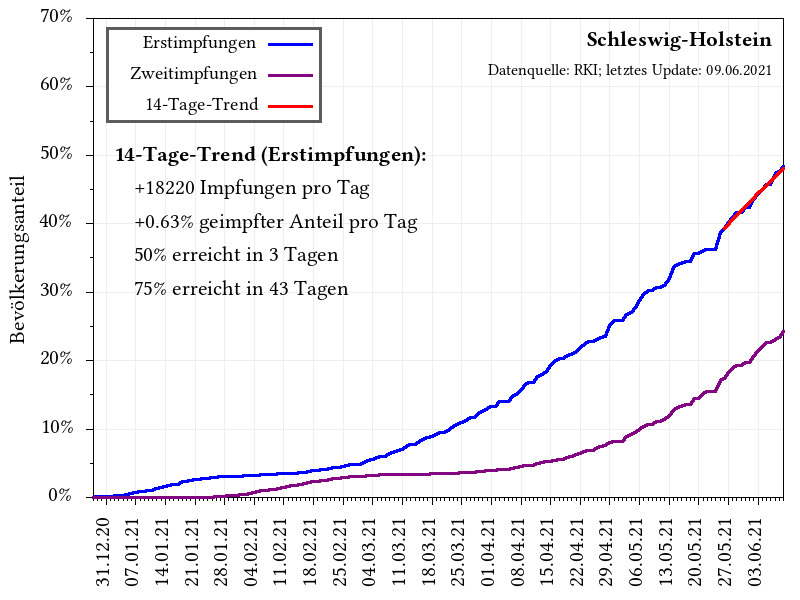 70%
60%
50%
40%
30%
20%
10%
0%
Bevölkerungsanteil
Erstimpfungen
Zweitimpfungen
14-Tage-Trend
Schleswig-Holstein
Datenquelle: RKI; letztes Update: 09.06.2021
14-Tage-Trend (Erstimpfungen):
+18220 Impfungen pro Tag
+0.63% geimpfter Anteil pro Tag
50% erreicht in 3 Tagen
75% erreicht in 43 Tagen
31.12.20
07.01.21
14.01.21
21.01.21
28.01.21
04.02.21
11.02.21
18.02.21
25.02.21
04.03.21
11.03.21
18.03.21
25.03.21
01.04.21
08.04.21
15.04.21
22.04.21
29.04.21
06.05.21
13.05.21
20.05.21
27.05.21
03.06.21